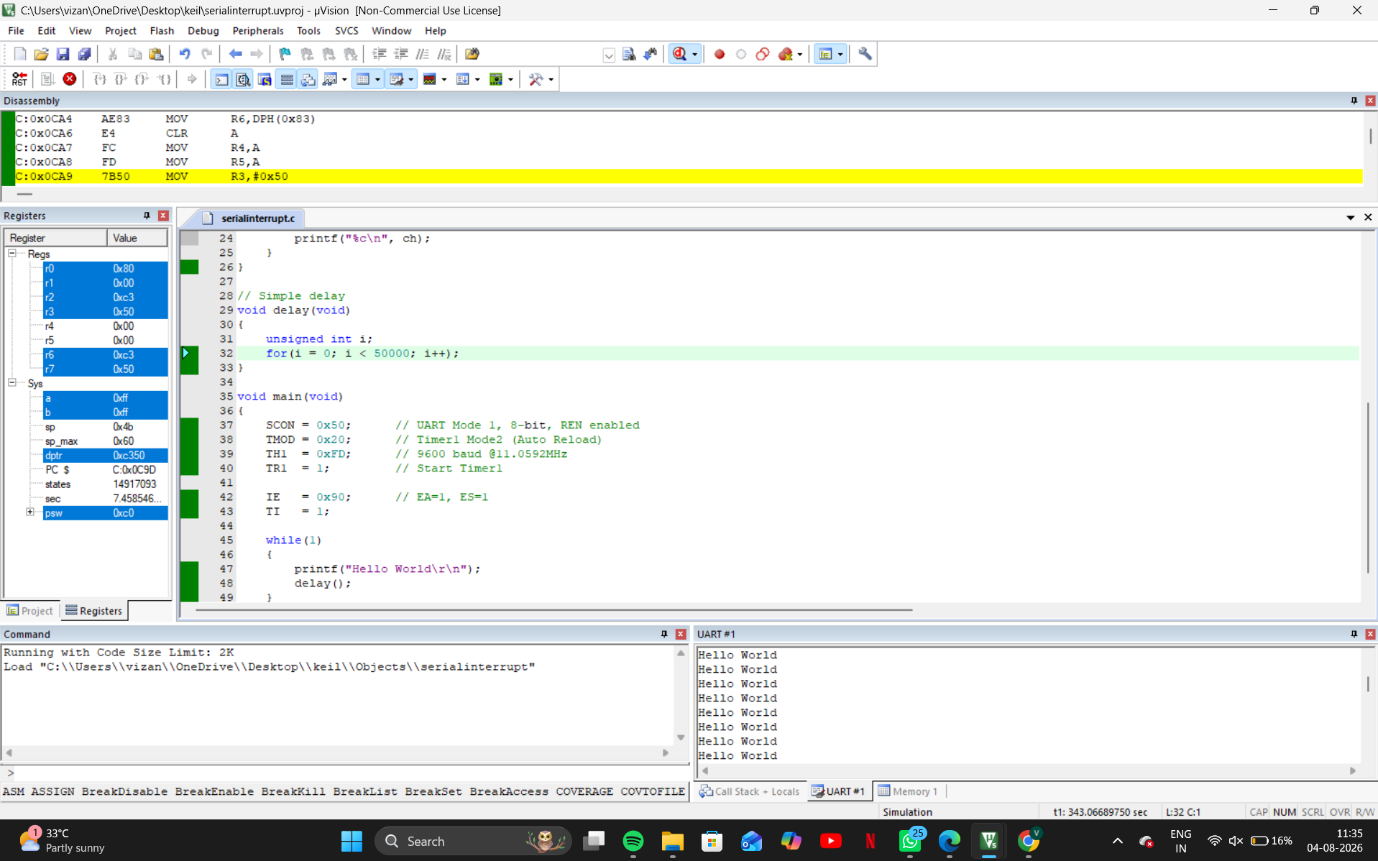 C:\Users\vizan\OneDrive\Desktop\keil\serialinterrupt.uvproj - µVision [Non-Commercial Use License]
File Edit View Project Flash Debug Peripherals Tools SVCS Window Help
RST
Disassembly
C:0x0CA4 AE83 MOV R6,DPH(0x83)
C:0x0CA6 E4 CLR A
C:0x0CA7 FC MOV R4,A
C:0x0CA8 FD MOV R5,A
C:0x0CA9 7B50 MOV R3,#0x50
Registers
Register Value
Regs
r0 0x80
r1 0x00
r2 0xc3
r3 0x50
r4 0x00
r5 0x00
r6 0xc3
r7 0x50
Sys
a 0xff
b 0xff
sp 0x4b
sp_max 0x60
dptr 0xc350
PC $ C:0x0C9D
states 14917093
sec 7.458546...
psw 0xc0
Project Registers
serialinterrupt.c
24 printf("%c\n", ch);
25 }
26 }
27
28 // Simple delay
29 void delay(void)
30 {
31 unsigned int i;
32 for(i = 0; i < 50000; i++);
33 }
34
35 void main(void)
36 {
37 SCON = 0x50; // UART Mode 1, 8-bit, REN enabled
38 TMOD = 0x20; // Timer1 Mode2 (Auto Reload)
39 TH1 = 0xFD; // 9600 baud @11.0592MHz
40 TR1 = 1; // Start Timer1
41
42 IE = 0x90; // EA=1, ES=1
43 TI = 1;
44
45 while(1)
46 {
47 printf("Hello World\r\n");
48 delay();
49 }
Command
Running with Code Size Limit: 2K
Load "C:\\Users\\vizan\\OneDrive\\Desktop\\keil\\Objects\\serialinterrupt"
>
ASM ASSIGN BreakDisable BreakEnable BreakKill BreakList BreakSet BreakAccess COVERAGE COVTOFILE
UART #1
Hello World
Hello World
Hello World
Hello World
Hello World
Hello World
Hello World
Hello World
Call Stack + Locals UART #1 Memory 1
Simulation t1: 343.06689750 sec L:32 C:1 CAP NUM SCRL OVR R/W
1
33°C
Partly sunny
Search
25
V
ENG
IN
16%
11:35
04-08-2026